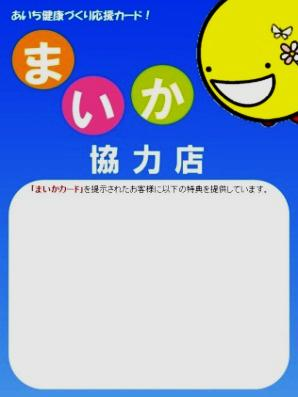 あいち健康づくり応援カード！
まいか
協力店
「まいかカード」を提示されたお客様に以下の特典を提供しています。